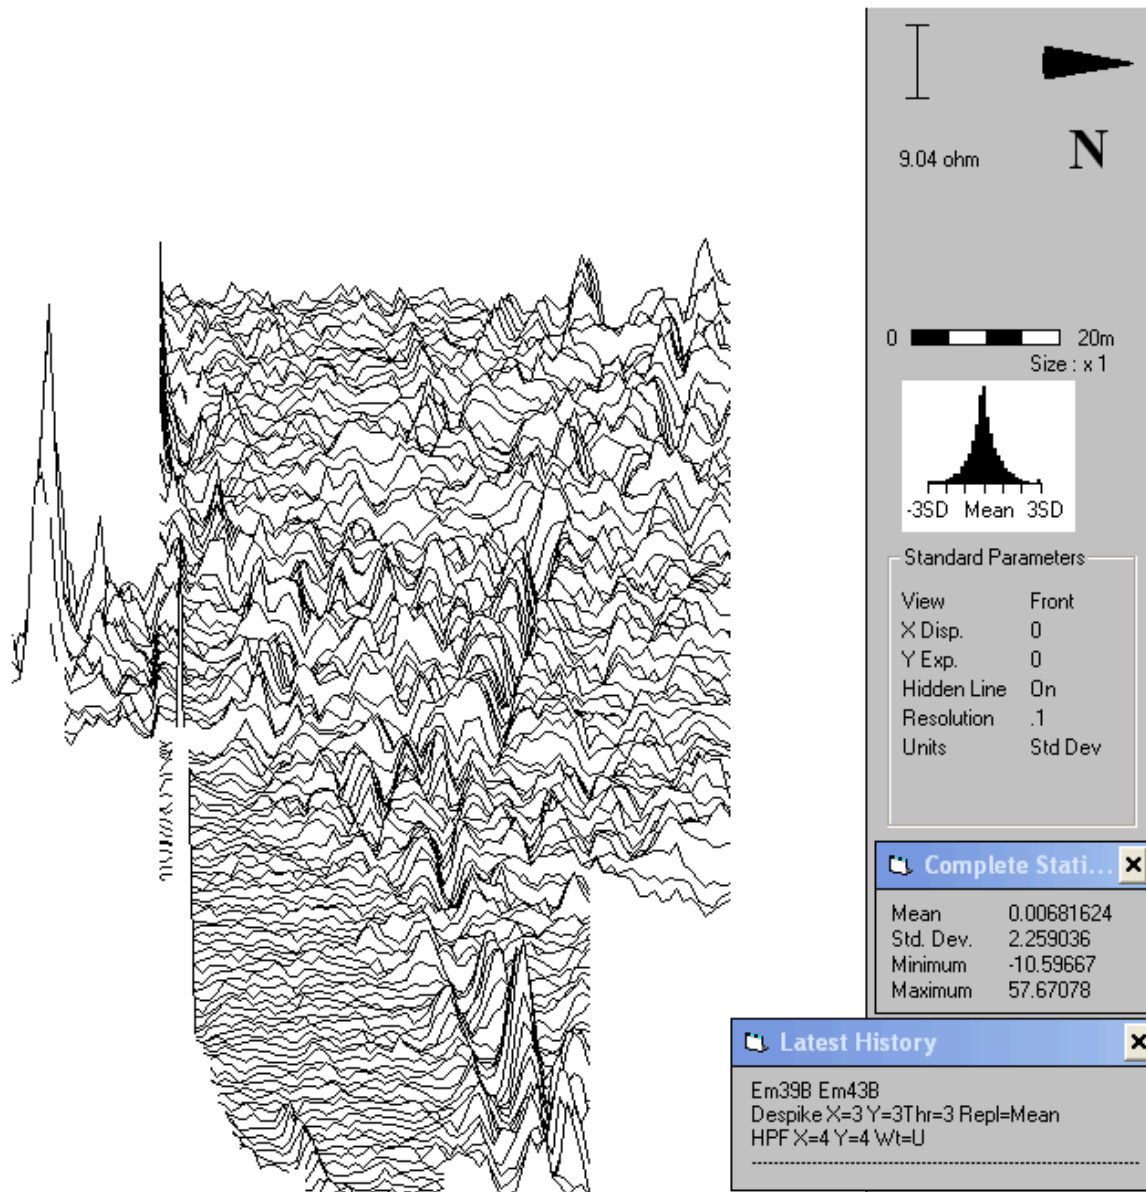 9.04 ohm
N
0 20m
Size : x 1
-3SD Mean 3SD
Standard Parameters
View Front
X Disp. 0
Y Exp. 0
Hidden Line On
Resolution .1
Units Std Dev
Complete Stati...
Mean 0.00681624
Std. Dev. 2.259036
Minimum -10.59667
Maximum 57.67078
Latest History
Em39B Em43B
Despike X=3 Y=3Thr=3 Repl=Mean
HPF X=4 Y=4 Wt=U